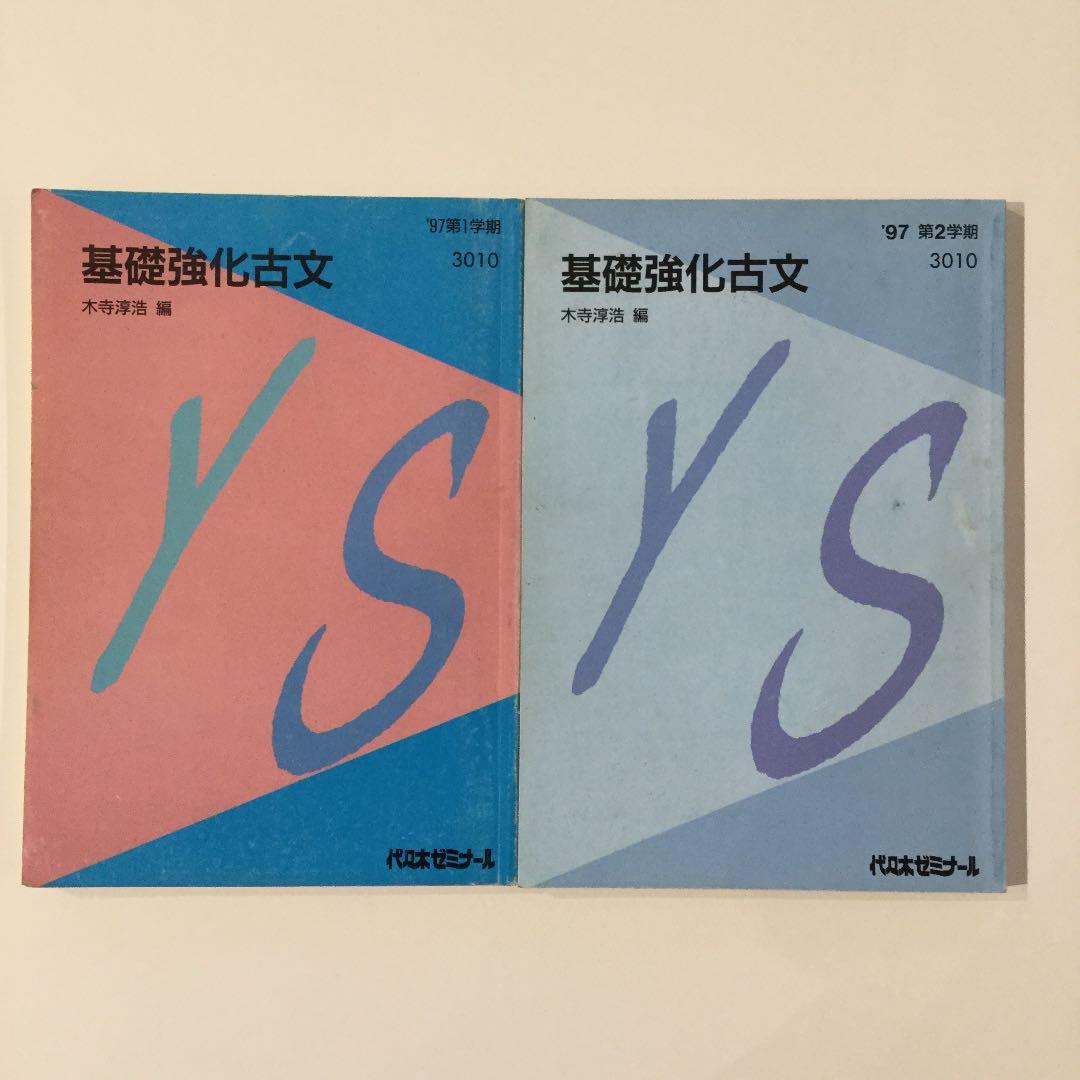 '97第1学期
3010
基礎強化古文
木寺淳浩 編
YS
代々木ゼミナール
'97 第2学期
3010
基礎強化古文
木寺淳浩 編
YS
代々木ゼミナール